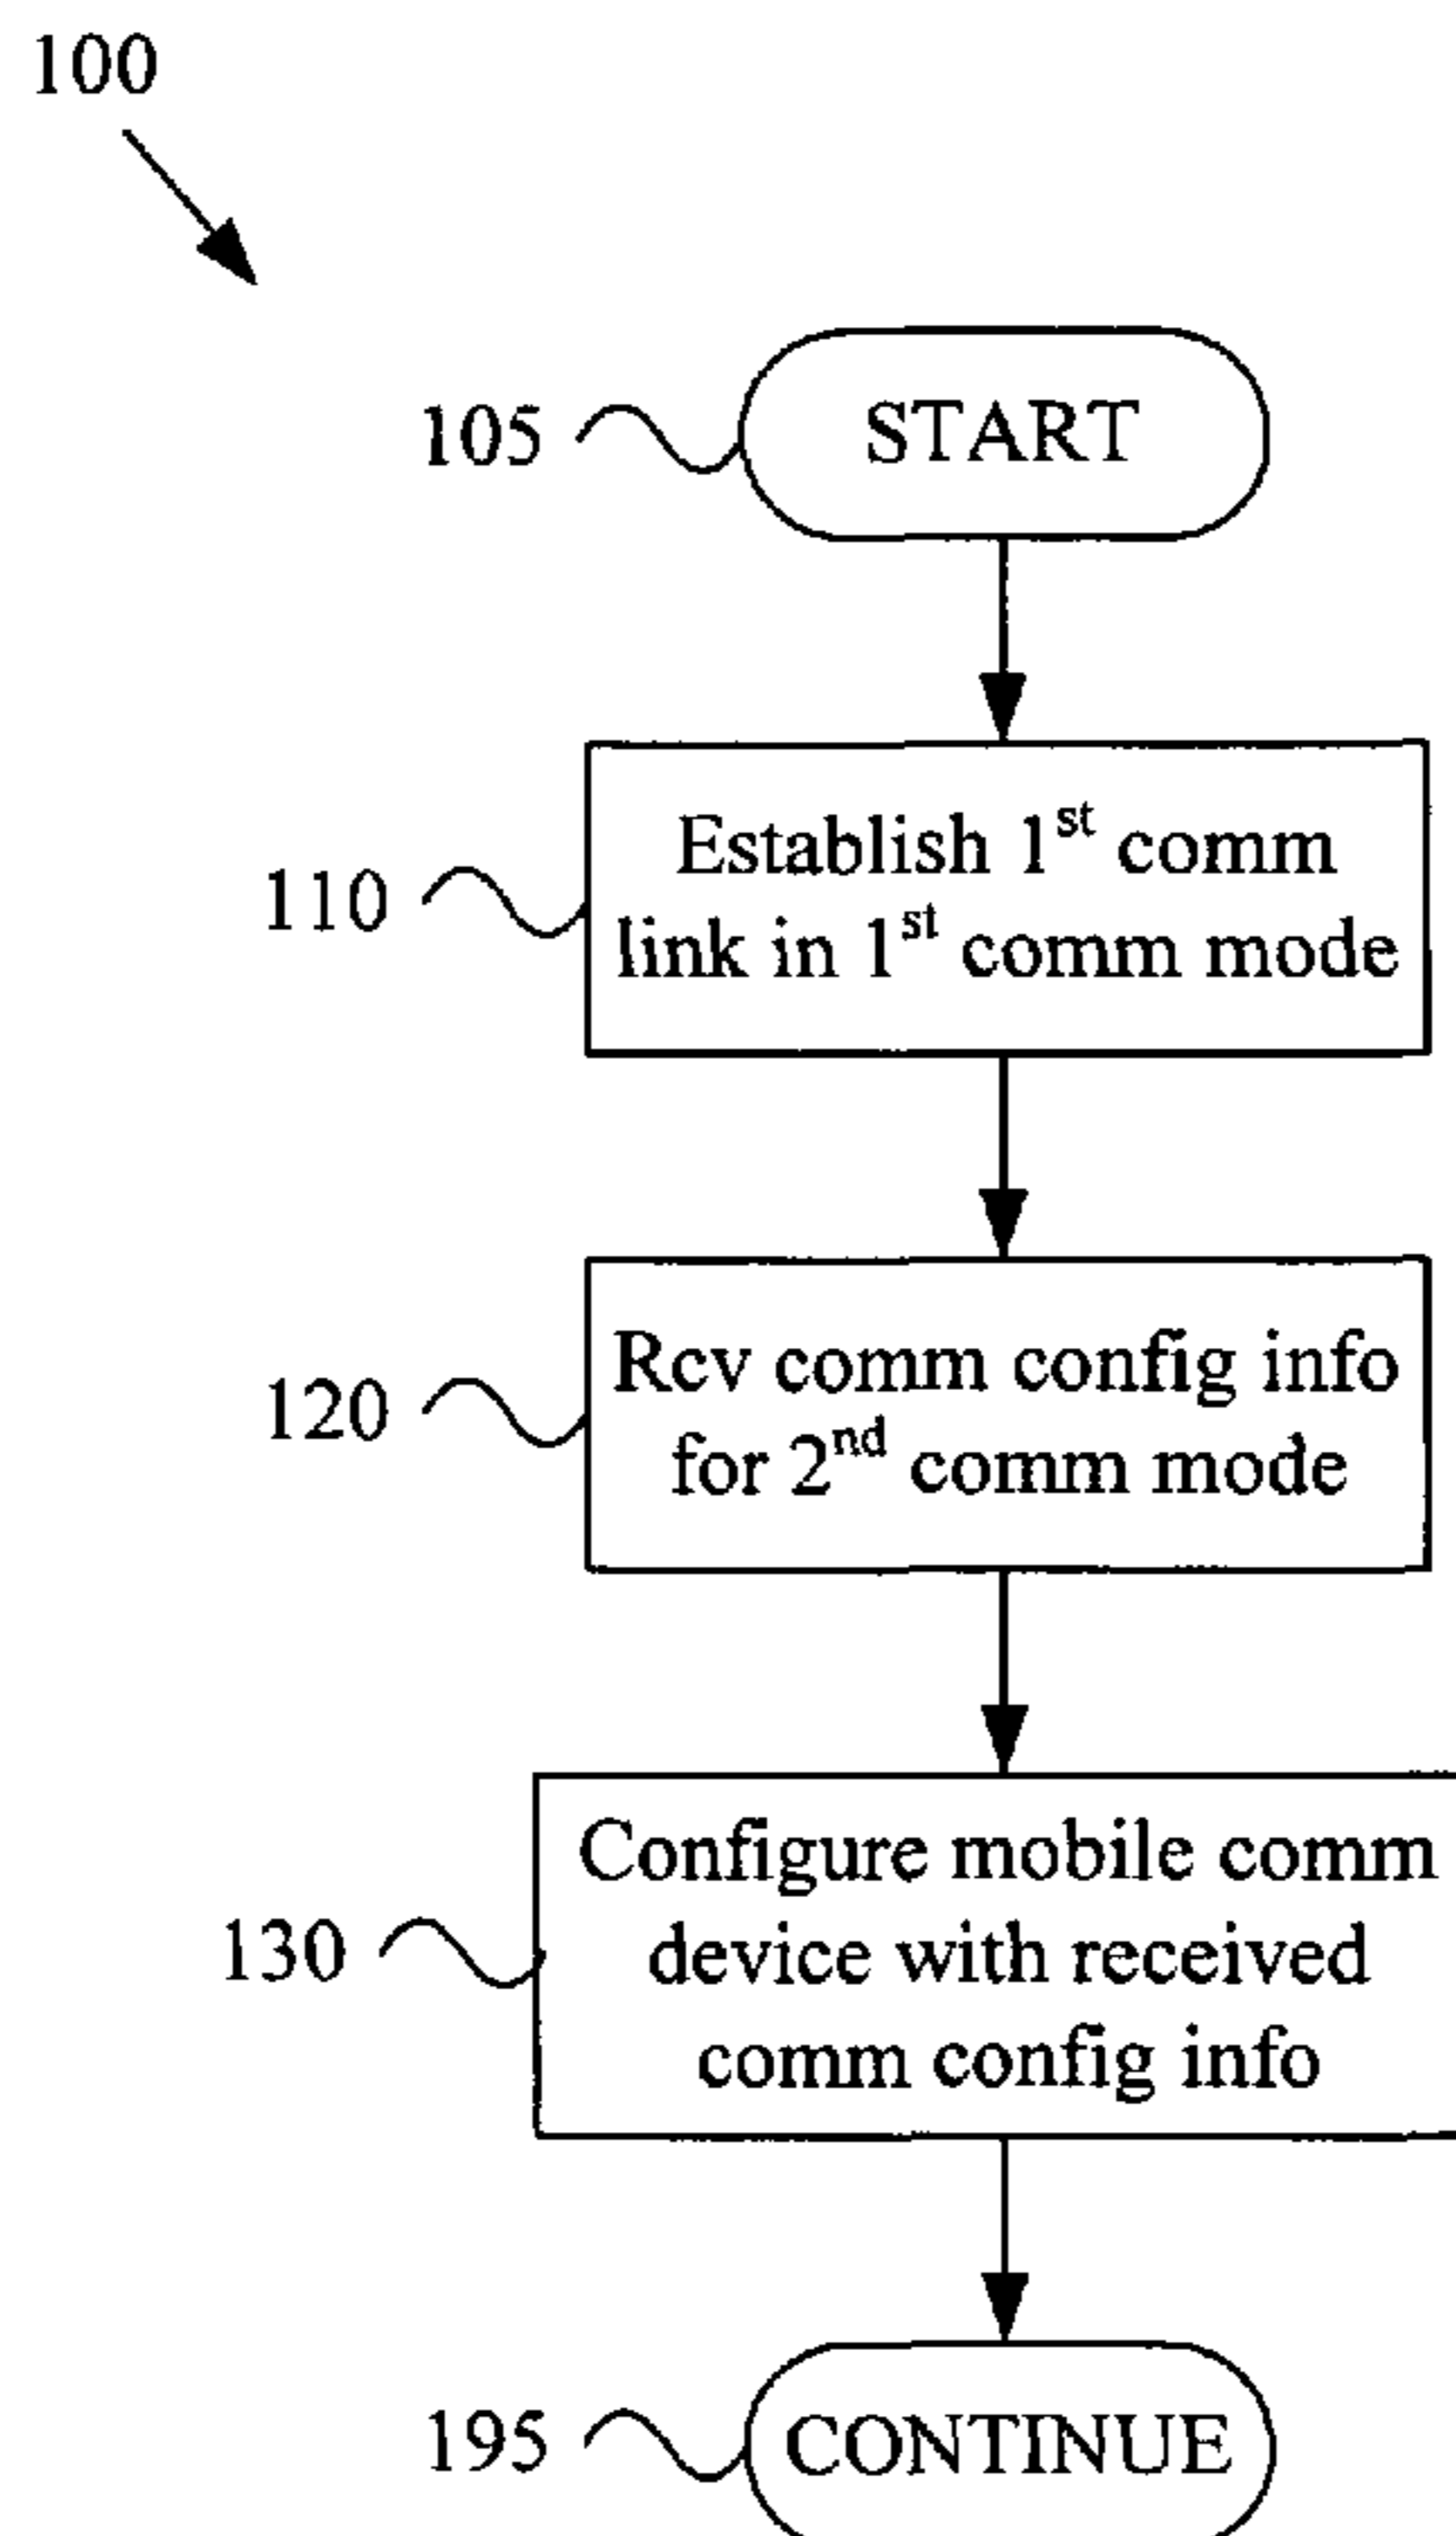 100
105
START
110
Establish 1st comm
link in 1st comm mode
120
Rcv comm config info
for 2nd comm mode
130
Configure mobile comm
device with received
comm config info
195
CONTINUE